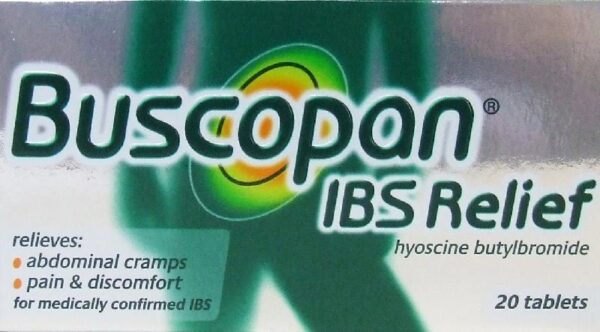 Buscopan®
IBS Relief
hyoscine butylbromide
relieves:
• abdominal cramps
• pain & discomfort
for medically confirmed IBS
20 tablets